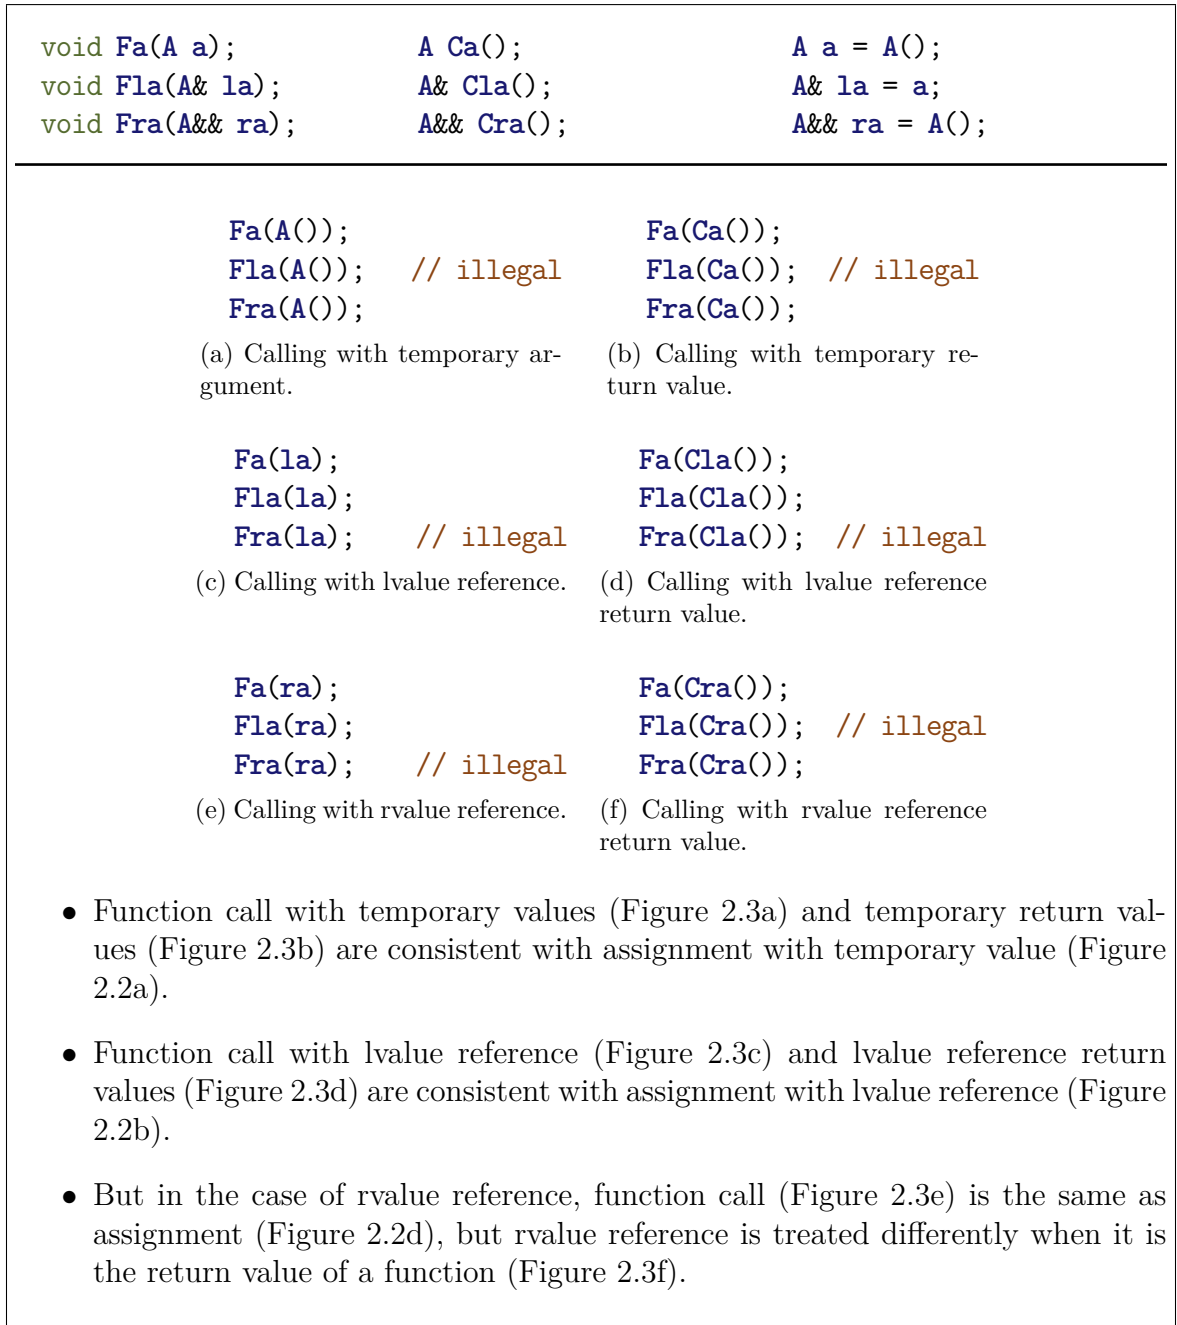 void Fa(A a); A Ca(); A a = A();
void Fla(A& la); A& Cla(); A& la = a;
void Fra(A&& ra); A&& Cra(); A&& ra = A();
Fa(A()); Fa(Ca());
Fla(A()); // illegal Fla(Ca()); // illegal
Fra(A()); Fra(Ca());
(a) Calling with temporary ar-
gument.
(b) Calling with temporary re-
turn value.
Fa(la); Fa(Cla());
Fla(la); Fla(Cla());
Fra(la); // illegal Fra(Cla()); // illegal
(c) Calling with lvalue reference.
(d) Calling with lvalue reference
return value.
Fa(ra); Fa(Cra());
Fla(ra); Fla(Cra()); // illegal
Fra(ra); // illegal Fra(Cra());
(e) Calling with rvalue reference.
(f) Calling with rvalue reference
return value.
• Function call with temporary values (Figure 2.3a) and temporary return val-
ues (Figure 2.3b) are consistent with assignment with temporary value (Figure
2.2a).
• Function call with lvalue reference (Figure 2.3c) and lvalue reference return
values (Figure 2.3d) are consistent with assignment with lvalue reference (Figure
2.2b).
• But in the case of rvalue reference, function call (Figure 2.3e) is the same as
assignment (Figure 2.2d), but rvalue reference is treated differently when it is
the return value of a function (Figure 2.3f).